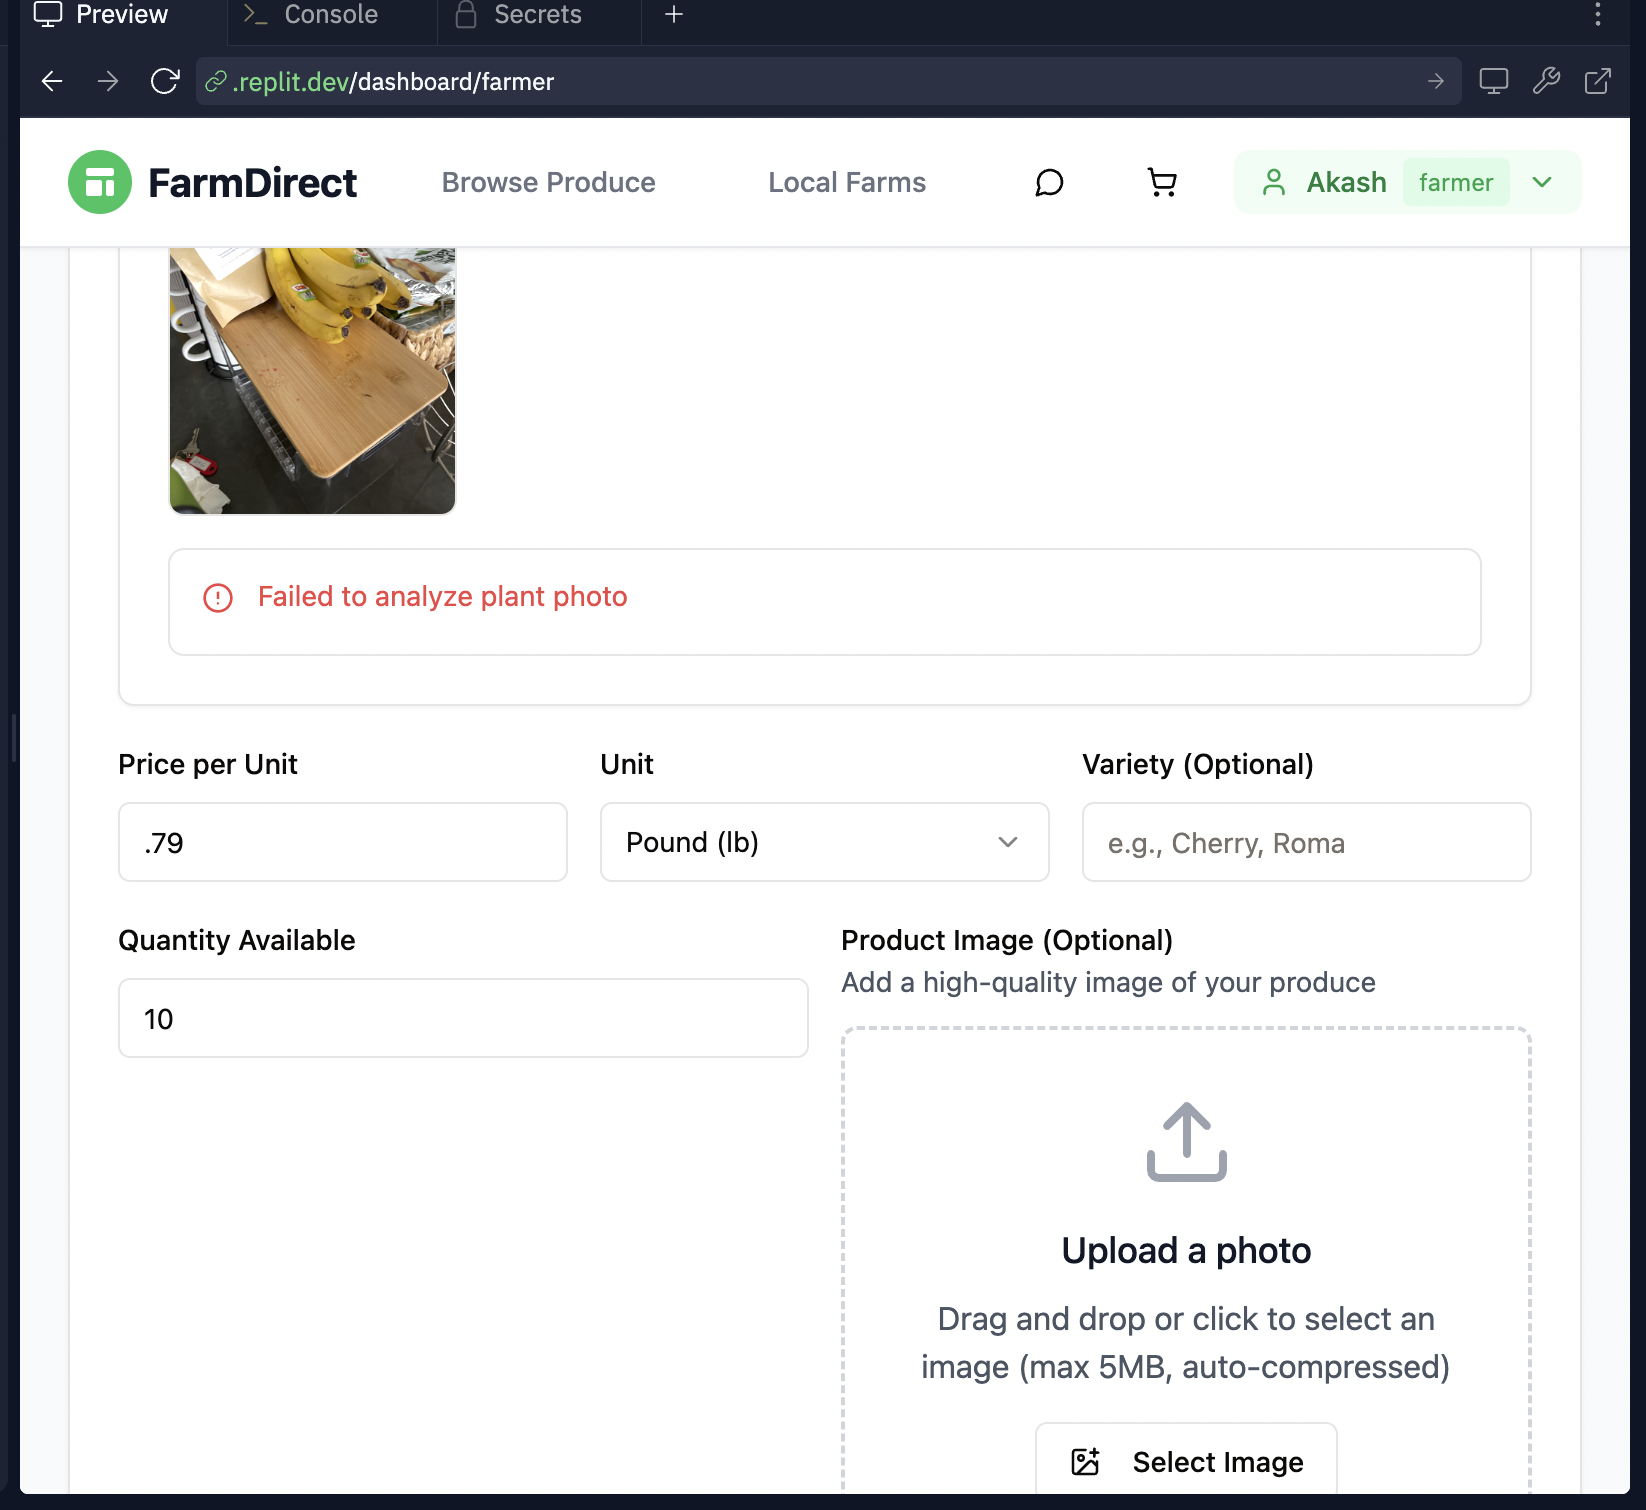 Preview
Console
Secrets
.replit.dev/dashboard/farmer
FarmDirect
Browse Produce
Local Farms
Akash
farmer
Failed to analyze plant photo
Price per Unit
Unit
Variety (Optional)
.79
Pound (lb)
e.g., Cherry, Roma
Quantity Available
10
Product Image (Optional)
Add a high-quality image of your produce
Upload a photo
Drag and drop or click to select an
image (max 5MB, auto-compressed)
Select Image